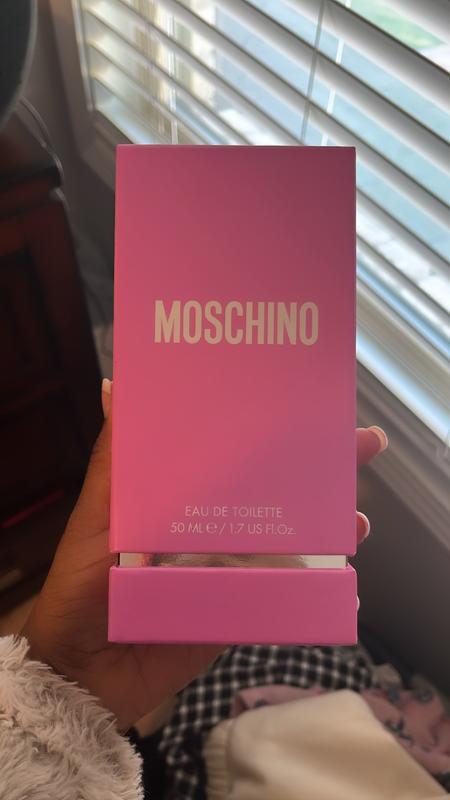 MOSCHINO
EAU DE TOILETTE
50 ML ℮ / 1.7 US Fl.Oz.